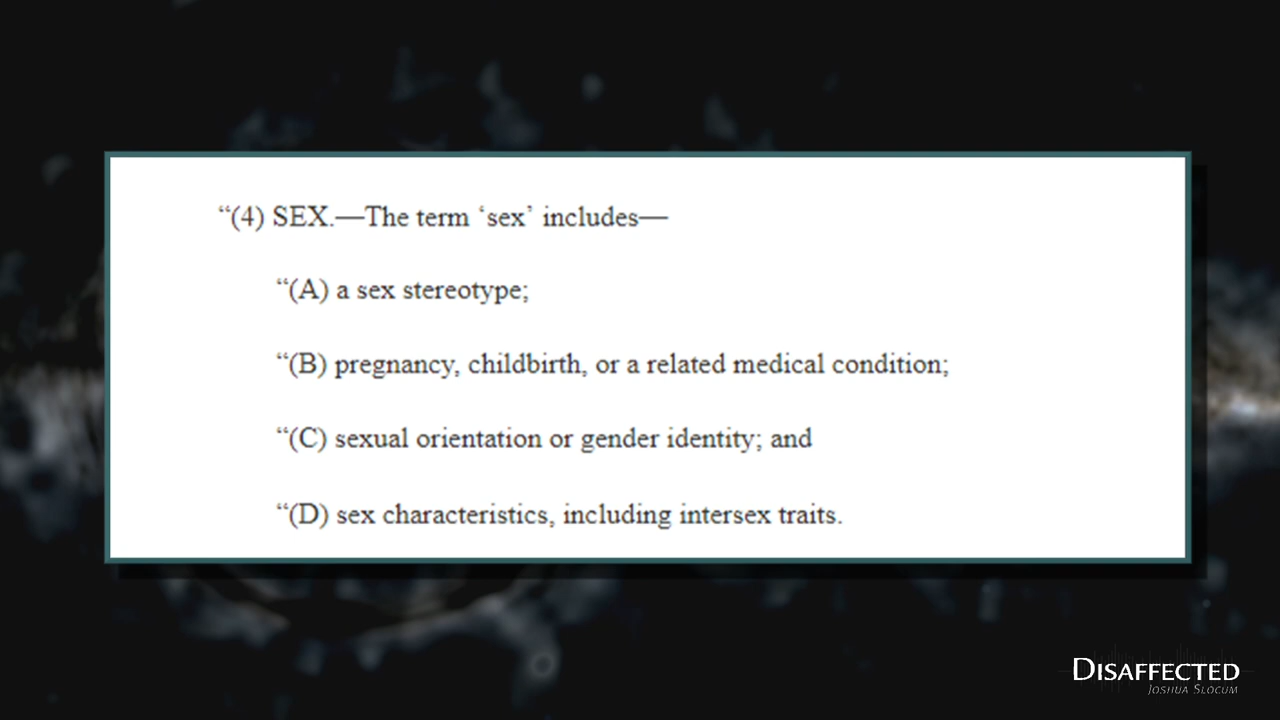 “(4) SEX.—The term ‘sex’ includes—
“(A) a sex stereotype;
“(B) pregnancy, childbirth, or a related medical condition;
“(C) sexual orientation or gender identity; and
“(D) sex characteristics, including intersex traits.
DISAFFECTED
JOSHUA SLOCUM